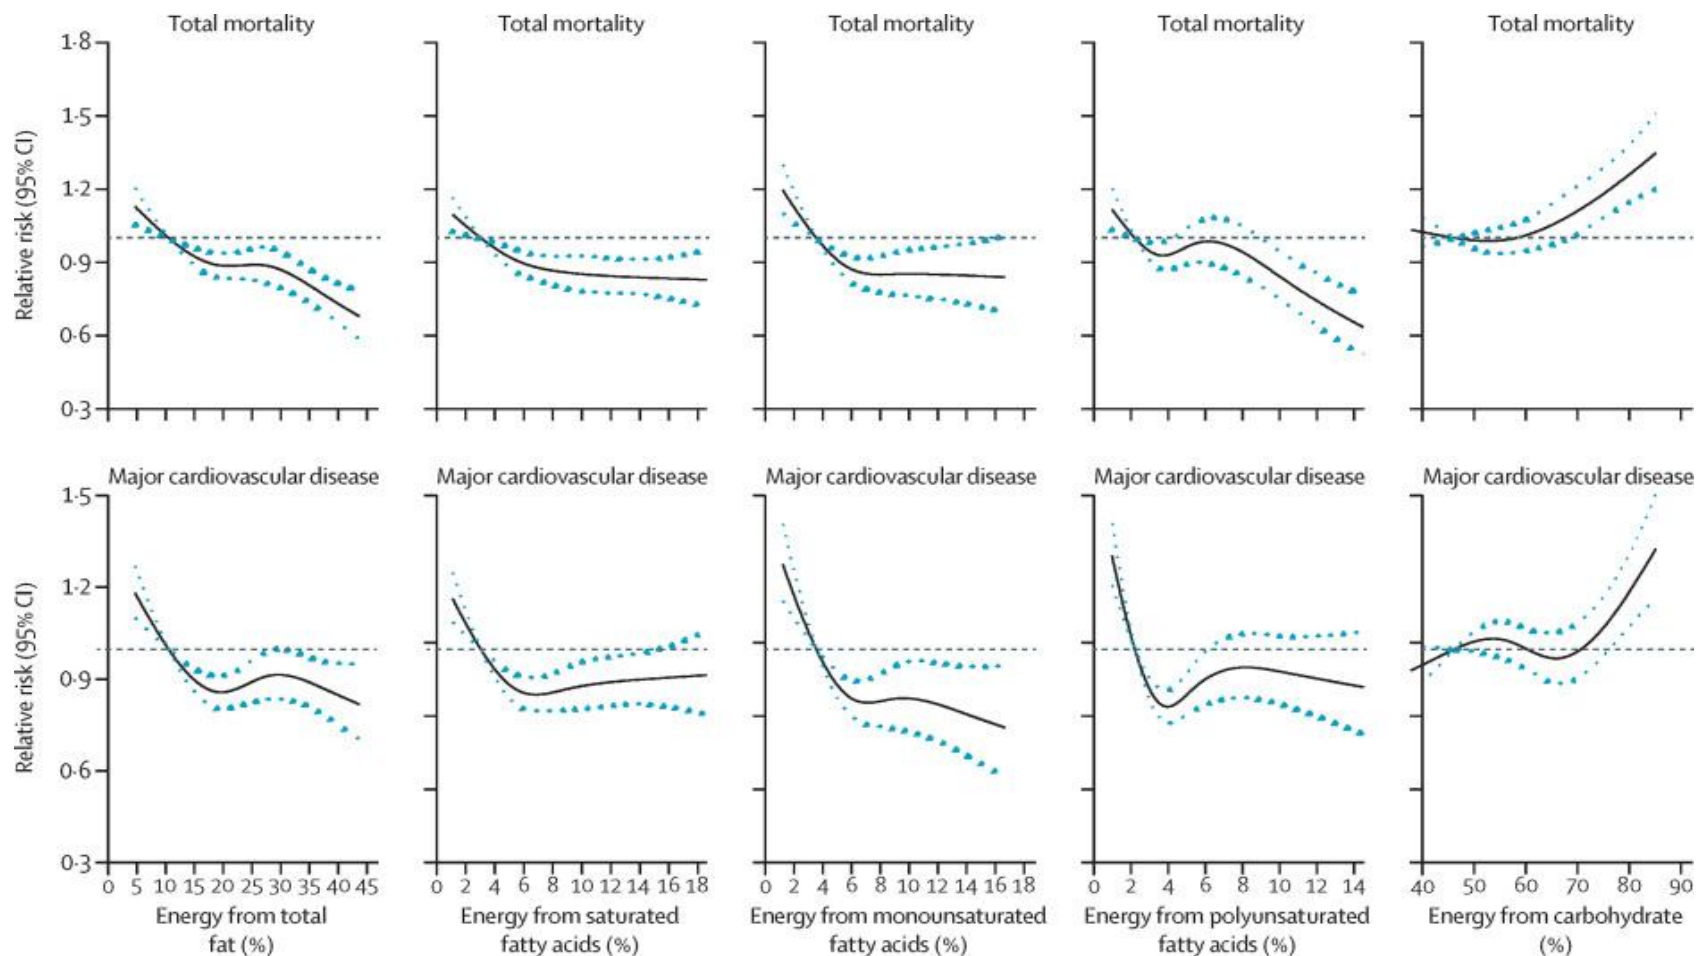 Total mortality
Total mortality
Total mortality
Total mortality
Total mortality
Relative risk (95% CI)
1·8
1·5
1·2
0·9
0·6
0·3
Major cardiovascular disease
Major cardiovascular disease
Major cardiovascular disease
Major cardiovascular disease
Major cardiovascular disease
Relative risk (95% CI)
1·5
1·2
0·9
0·6
0·3
0 5 10 15 20 25 30 35 40 45
Energy from total
fat (%)
0 2 4 6 8 10 12 14 16 18
Energy from saturated
fatty acids (%)
0 2 4 6 8 10 12 14 16 18
Energy from monounsaturated
fatty acids (%)
0 2 4 6 8 10 12 14
Energy from polyunsaturated
fatty acids (%)
40 50 60 70 80 90
Energy from carbohydrate
(%)